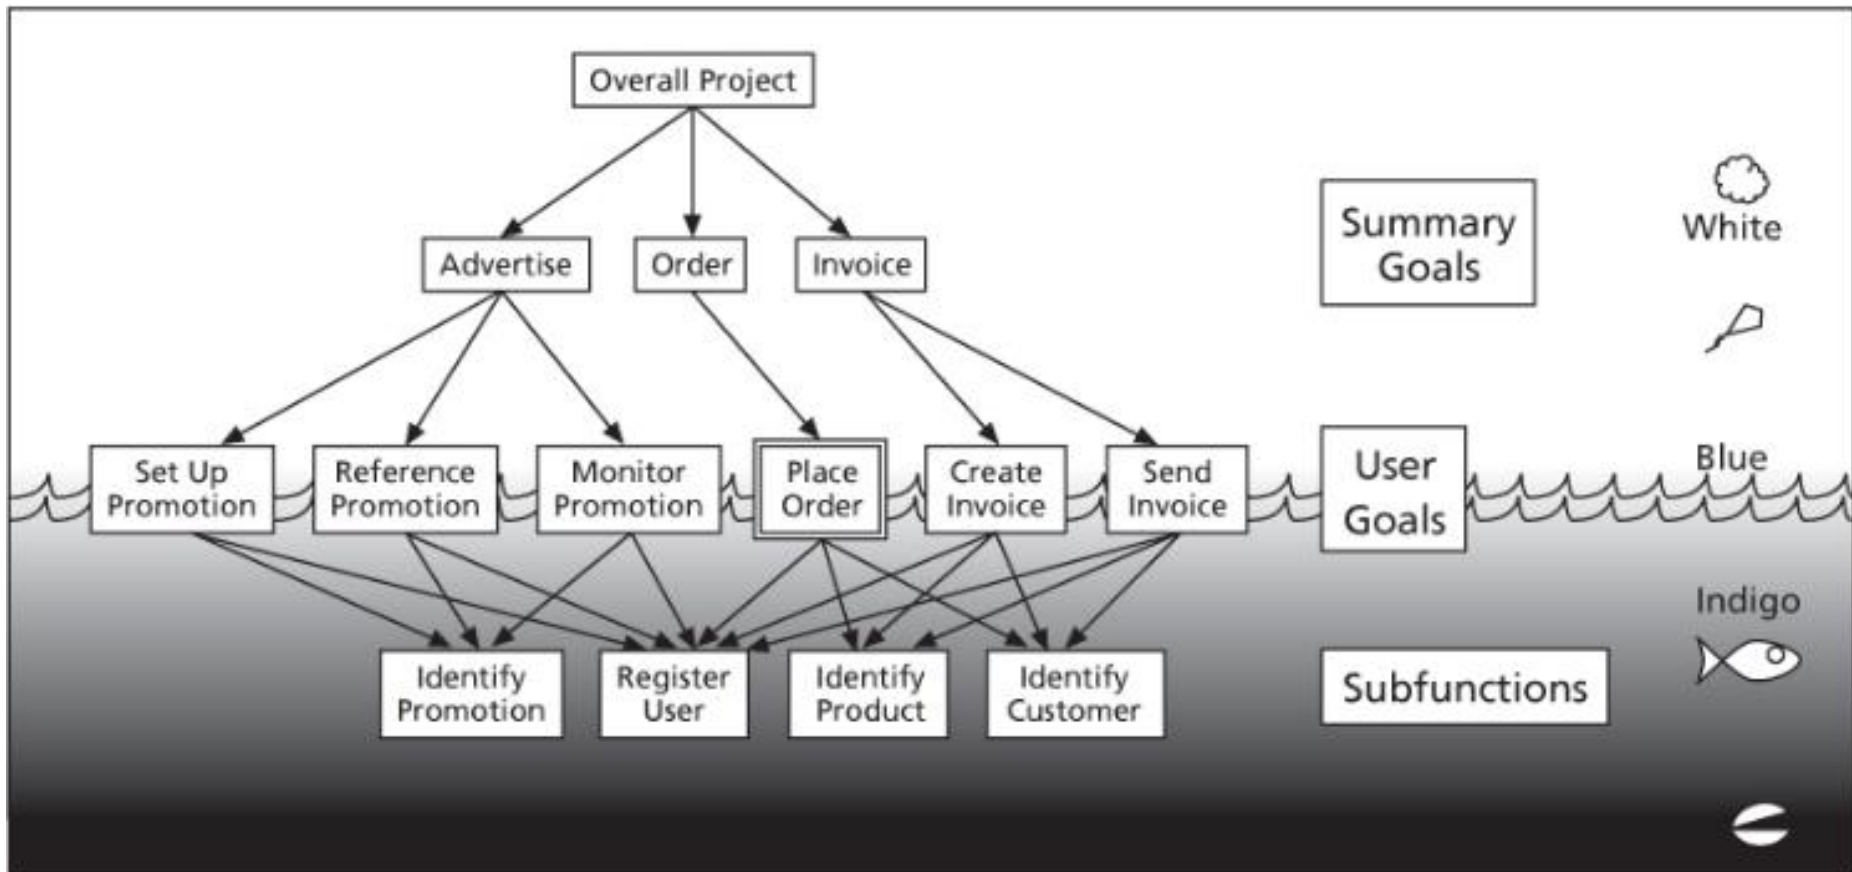 Overall Project
Summary
Goals
White
Advertise
Order
Invoice
Set Up
Promotion
Reference
Promotion
Monitor
Promotion
Place
Order
Create
Invoice
Send
Invoice
User
Goals
Blue
Indigo
Identify
Promotion
Register
User
Identify
Product
Identify
Customer
Subfunctions